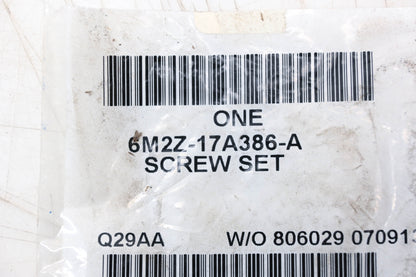 ONE
6M2Z-17A386-A
SCREW SET
Q29AA W/O 806029 070913